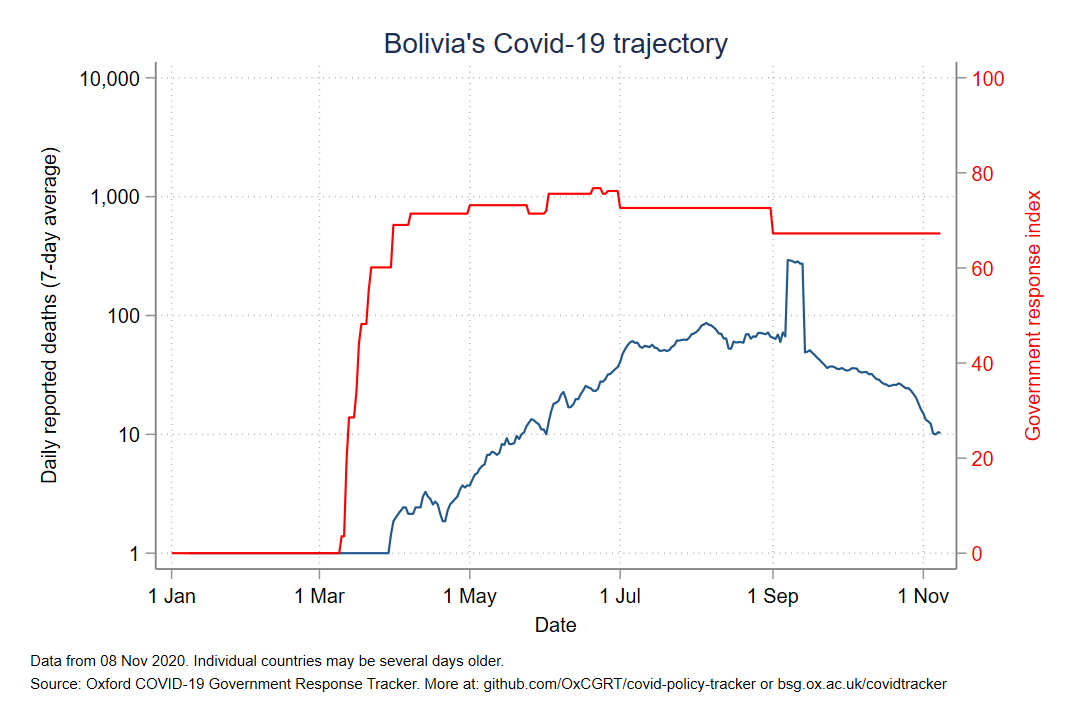 Bolivia's Covid-19 trajectory
10,000
1,000
100
10
1
Daily reported deaths (7-day average)
100
80
60
40
20
0
Government response index
1 Jan
1 Mar
1 May
1 Jul
1 Sep
1 Nov
Date
Data from 08 Nov 2020. Individual countries may be several days older.
Source: Oxford COVID-19 Government Response Tracker. More at: github.com/OxCGRT/covid-policy-tracker or bsg.ox.ac.uk/covidtracker